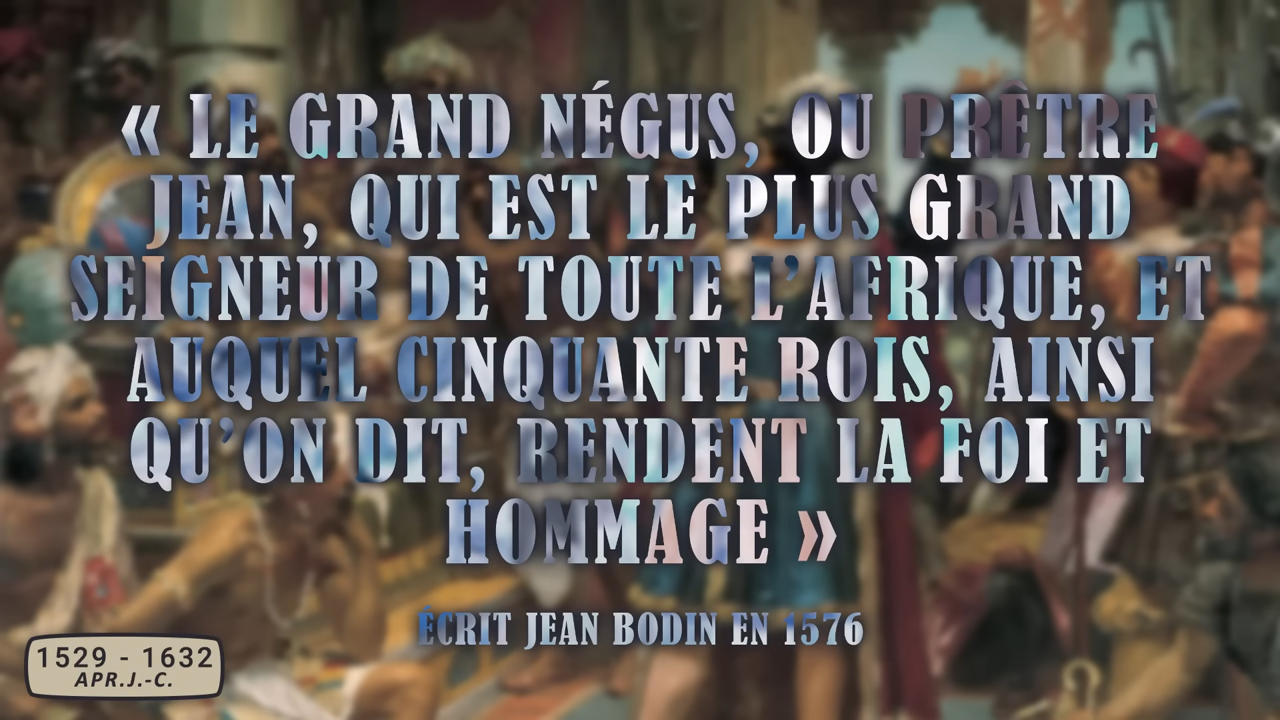 « LE GRAND NÉGUS, OU PRÊTRE
JEAN, QUI EST LE PLUS GRAND
SEIGNEUR DE TOUTE L’AFRIQUE, ET
AUQUEL CINQUANTE ROIS, AINSI
QU’ON DIT, RENDENT LA FOI ET
HOMMAGE »
ÉCRIT JEAN BODIN EN 1576
1529 - 1632
APR.J.-C.